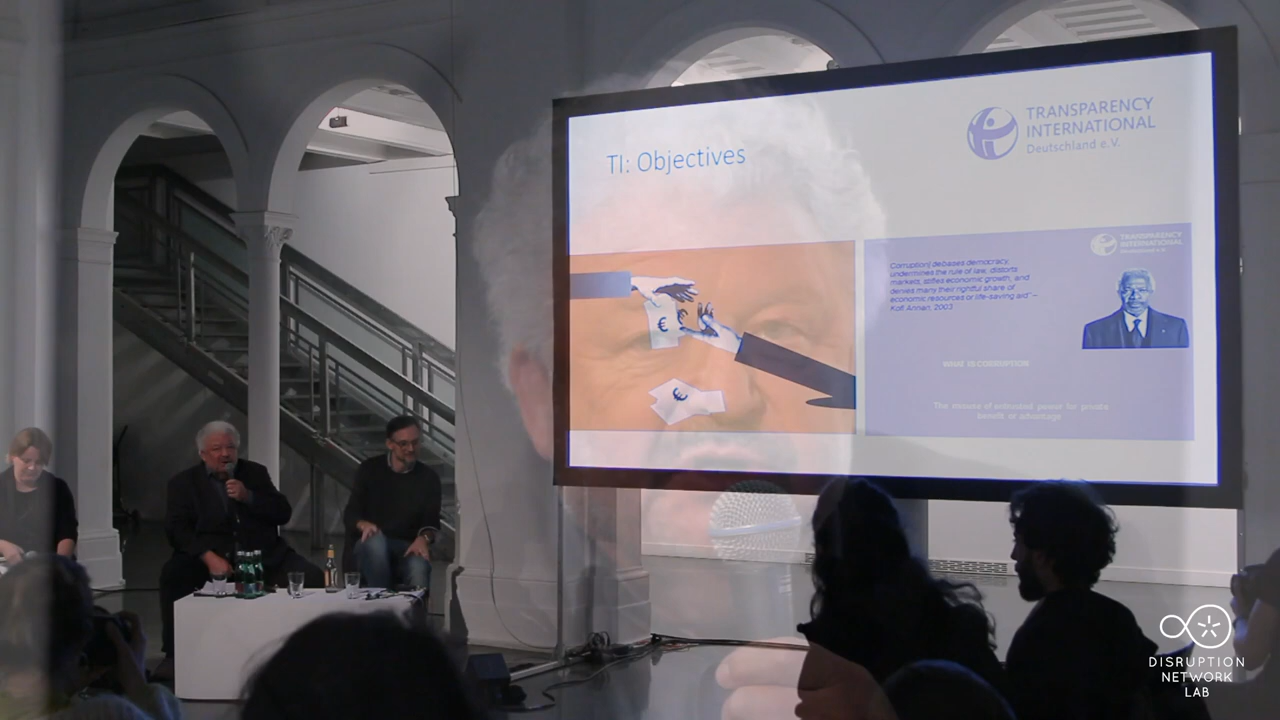 TI: Objectives
TRANSPARENCY
INTERNATIONAL
Deutschland e.V.
TRANSPARENCY
INTERNATIONAL
Deutschland e.V.
Corruption] debases democracy,
undermines the rule of law, distorts
markets, stifles economic growth, and
denies many their rightful share of
economic resources or life-saving aid" –
Kofi Annan, 2003
WHAT IS CORRUPTION
The misuse of entrusted power for private
benefit or advantage
€
€
€
DISRUPTION
NETWORK
LAB